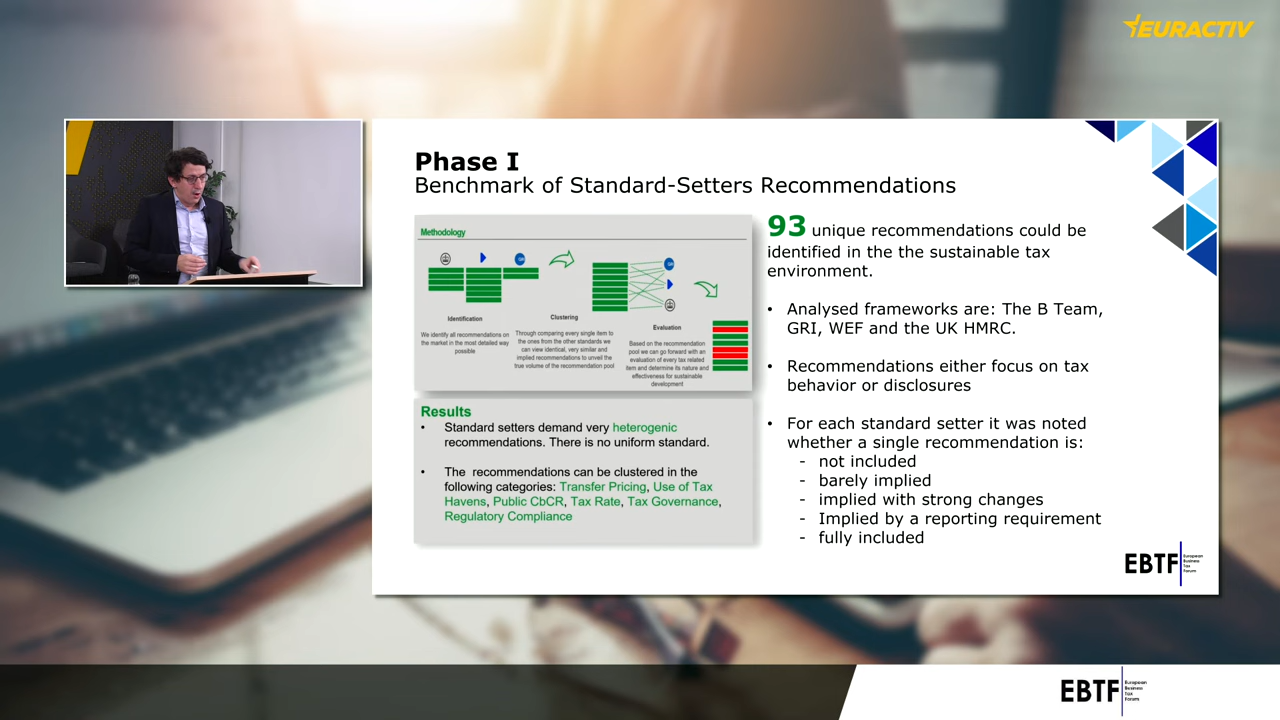 EURACTIV
Phase I
Benchmark of Standard-Setters Recommendations
Methodology
Identification
We identify all recommendations on
the market in the most detailed way
possible
Clustering
Through comparing every single item to
the ones from the other standards we
can view identical, very similar and
implied recommendations to unveil the
true volume of the recommendation pool
Evaluation
Based on the recommendation
pool we can go forward with an
evaluation of every tax related
item and determine its nature and
effectiveness for sustainable
development
Results
• Standard setters demand very heterogenic
recommendations. There is no uniform standard.
• The recommendations can be clustered in the
following categories: Transfer Pricing, Use of Tax
Havens, Public CbCR, Tax Rate, Tax Governance,
Regulatory Compliance
93 unique recommendations could be
identified in the the sustainable tax
environment.
• Analysed frameworks are: The B Team,
GRI, WEF and the UK HMRC.
• Recommendations either focus on tax
behavior or disclosures
• For each standard setter it was noted
whether a single recommendation is:
- not included
- barely implied
- implied with strong changes
- Implied by a reporting requirement
- fully included
EBTF
European
Business
Tax
Forum
EBTF
European
Business
Tax
Forum